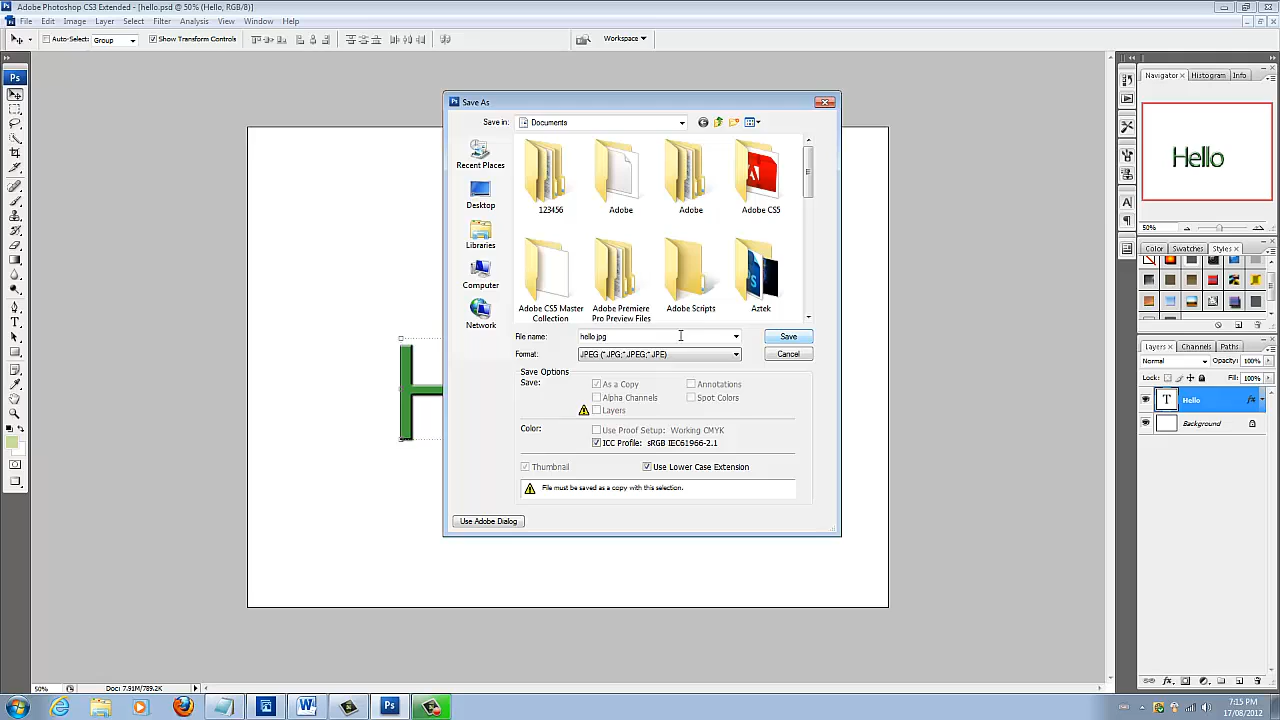 Adobe Photoshop CS3 Extended - [hello.psd @ 50% (Hello, RGB/8)]
File Edit Image Layer Select Filter Analysis View Window Help
Auto-Select: Group Show Transform Controls Workspace
Save As
Save in: Documents
Recent Places
Desktop
Libraries
Computer
Network
123456 Adobe Adobe Adobe CS5
Adobe CS5 Master Collection
Adobe Premiere Pro Preview Files
Adobe Scripts
Aztek
File name: hello.jpg Save
Format: JPEG (*.JPG;*.JPEG;*.JPE) Cancel
Save Options
Save: As a Copy Annotations
Alpha Channels Spot Colors
Layers
Color: Use Proof Setup: Working CMYK
ICC Profile: sRGB IEC61966-2.1
Thumbnail Use Lower Case Extension
File must be saved as a copy with this selection.
Use Adobe Dialog
H
Navigator Histogram Info
Hello
50%
Color Swatches Styles
Layers Channels Paths
Normal Opacity: 100%
Lock: Fill: 100%
T Hello fx
Background
50% Doc: 7.91M/789.2K
7:15 PM
17/08/2012